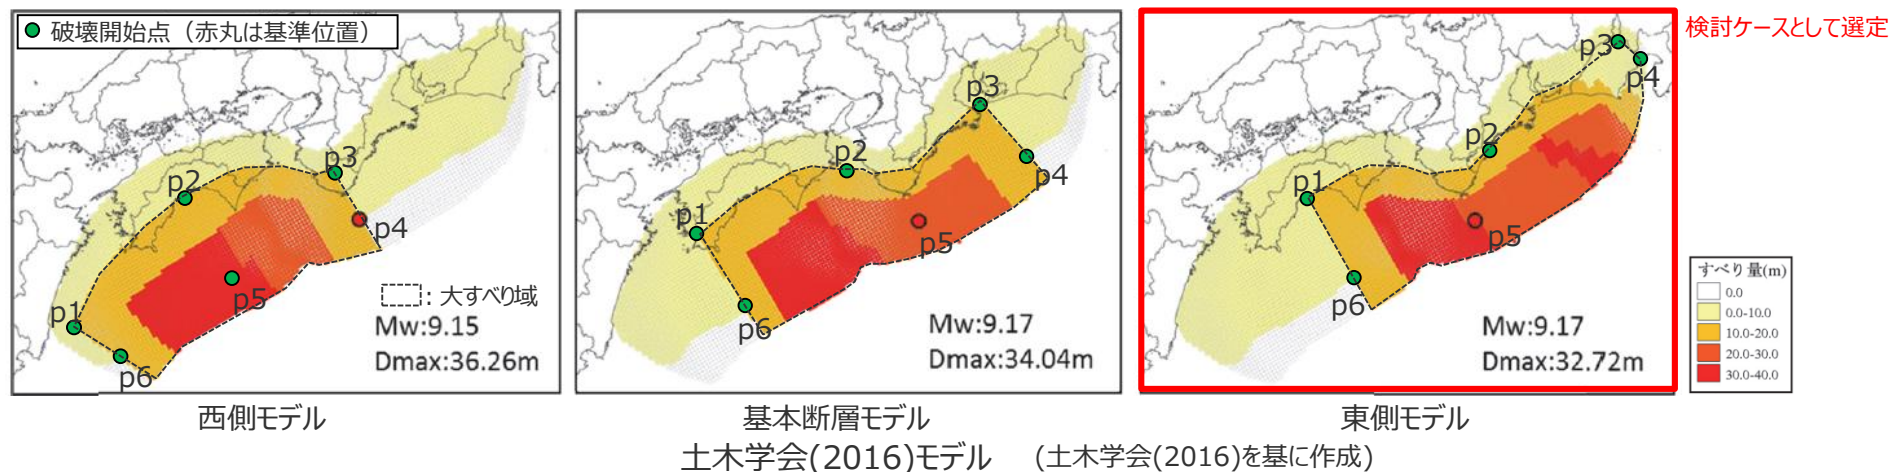 破壊開始点（赤丸は基準位置）
p1
p2
p3
p4
p5
p6
:大すべり域
Mw:9.15
Dmax:36.26m
西側モデル
p1
p2
p3
p4
p5
p6
Mw:9.17
Dmax:34.04m
基本断層モデル
p1
p2
p3
p4
p5
p6
Mw:9.17
Dmax:32.72m
東側モデル
検討ケースとして選定
すべり量(m)
0.0
0.0-10.0
10.0-20.0
20.0-30.0
30.0-40.0
土木学会(2016)モデル (土木学会(2016)を基に作成)